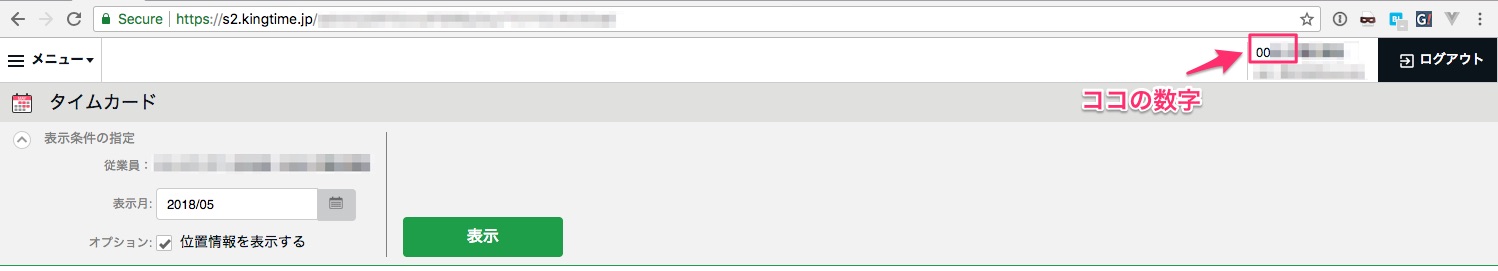 Secure https://s2.kingtime.jp/
メニュー
00
ログアウト
ココの数字
タイムカード
表示条件の指定
従業員：
表示月: 2018/05
表示
オプション: 位置情報を表示する